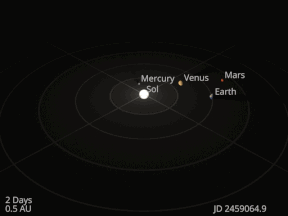 Mercury
Venus
Mars
Sol
Earth
2 Days
0.5 AU
JD 2459064.9